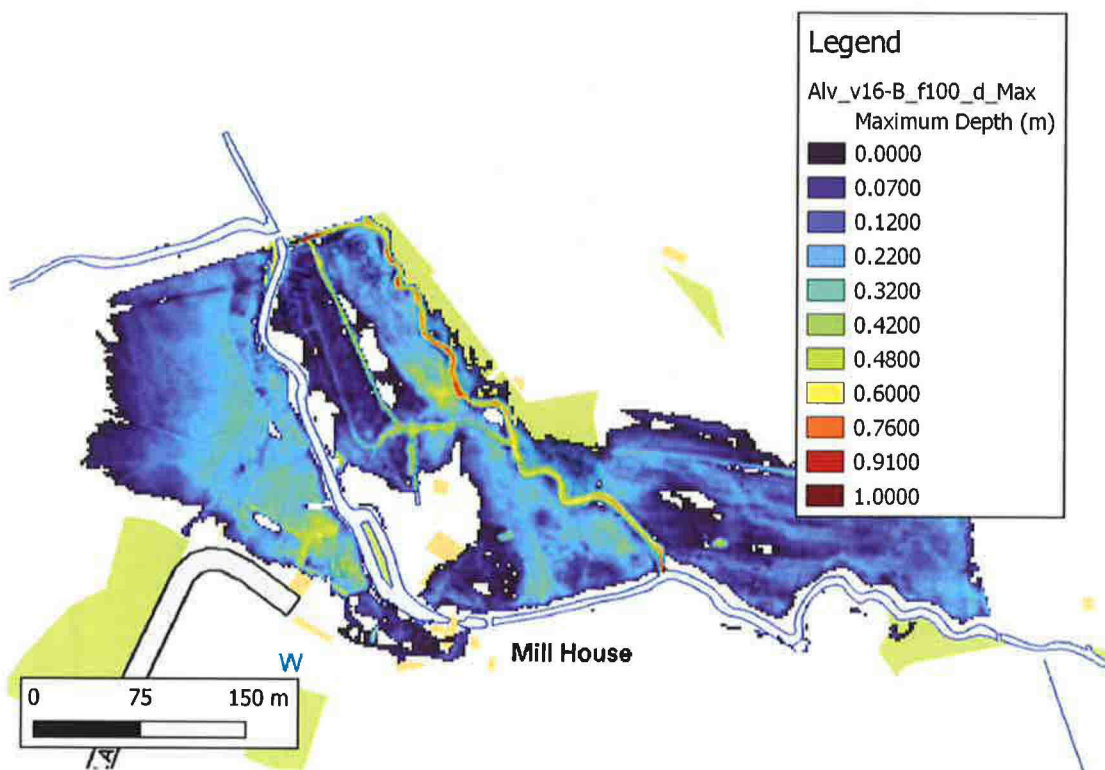 Legend
Alv_v16-B_f100_d_Max
Maximum Depth (m)
0.0000
0.0700
0.1200
0.2200
0.3200
0.4200
0.4800
0.6000
0.7600
0.9100
1.0000
Mill House
W
0 75 150 m
A